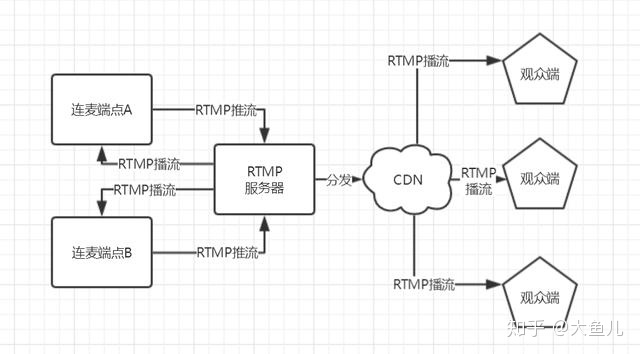 RTMP播流
观众端
连麦端点A
RTMP推流
RTMP播流
RTMP
服务器
分发
CDN
RTMP
播流
观众端
RTMP播流
连麦端点B
RTMP推流
RTMP播流
观众端
知乎 @大鱼儿